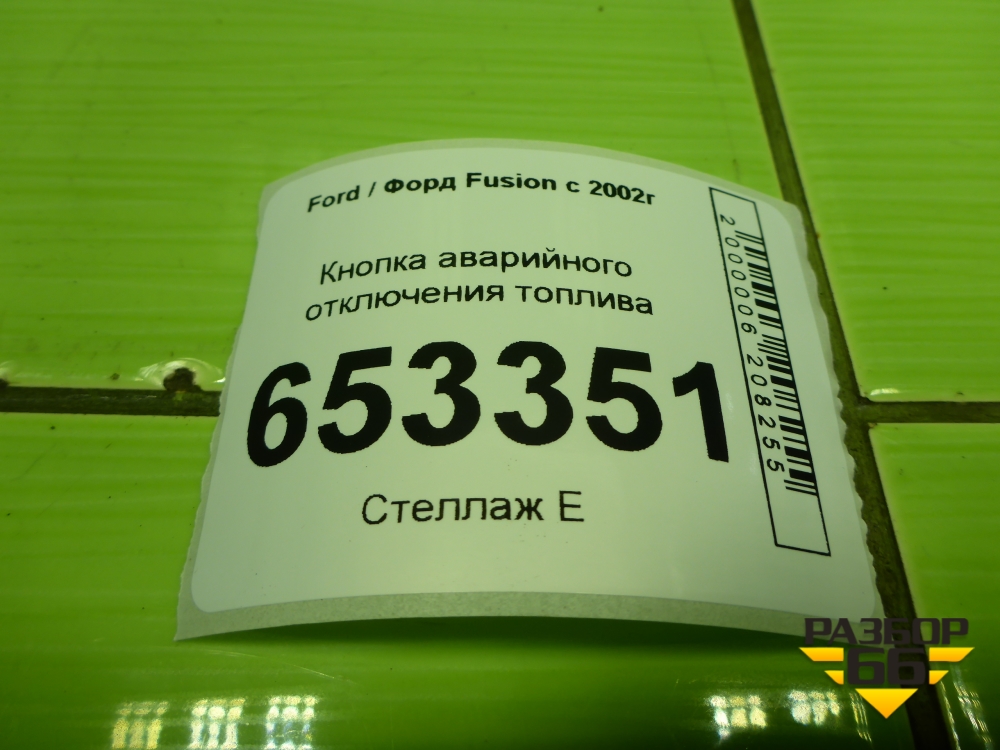 Ford / Форд Fusion с 2002г
Кнопка аварийного
отключения топлива
653351
Стеллаж Е
2000006208255
РАЗБОР
66